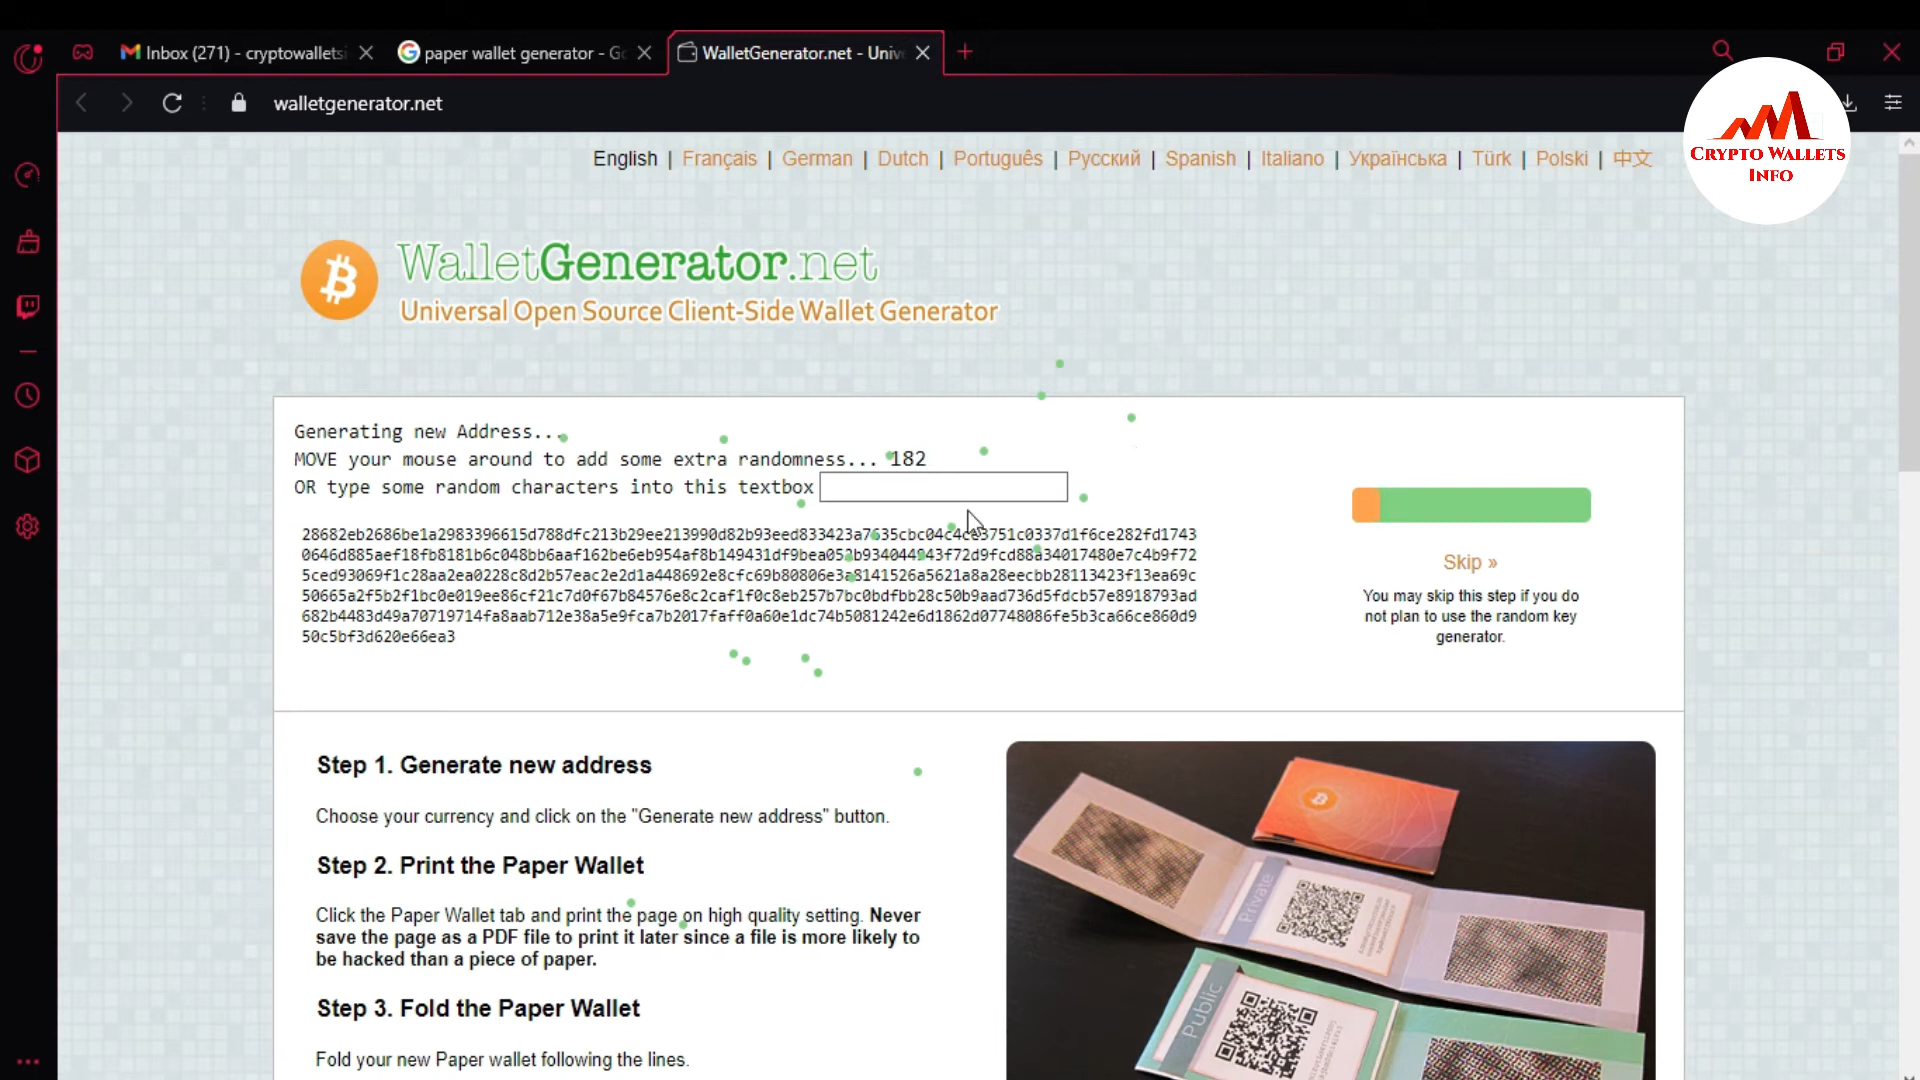 Inbox (271) - cryptowallets
paper wallet generator - G
WalletGenerator.net - Univ
walletgenerator.net
CRYPTO WALLETS
INFO
English | Français | German | Dutch | Português | Русский | Spanish | Italiano | Українська | Türk | Polski | 中文
WalletGenerator.net
Universal Open Source Client-Side Wallet Generator
Generating new Address...
MOVE your mouse around to add some extra randomness... 182
OR type some random characters into this textbox
28682eb2686be1a2983396615d788dfc213b29ee213990d82b93eed833423a7635cbc04c4c03751c0337d1f6ce282fd1743
0646d885aef18fb8181b6c048bb6aaf162be6eb954af8b149431df9bea052b934044943f72d9fcd88a34017480e7c4b9f72
5ced93069f1c28aa2ea0228c8d2b57eac2e2d1a448692e8cfc69b80806e3a8141526a5621a8a28eecbb28113423f13ea69c
50665a2f5b2f1bc0e019ee86cf21c7d0f67b84576e8c2caf1f0c8eb257b7bc0bdfbb28c50b9aad736d5fdcb57e8918793ad
682b4483d49a70719714fa8aab712e38a5e9fca7b2017faff0a60e1dc74b5081242e6d1862d07748086fe5b3ca66ce860d9
50c5bf3d620e66ea3
Skip »
You may skip this step if you do
not plan to use the random key
generator.
Step 1. Generate new address
Choose your currency and click on the "Generate new address" button.
Step 2. Print the Paper Wallet
Click the Paper Wallet tab and print the page on high quality setting. Never
save the page as a PDF file to print it later since a file is more likely to
be hacked than a piece of paper.
Step 3. Fold the Paper Wallet
Fold your new Paper wallet following the lines.
Private
Public